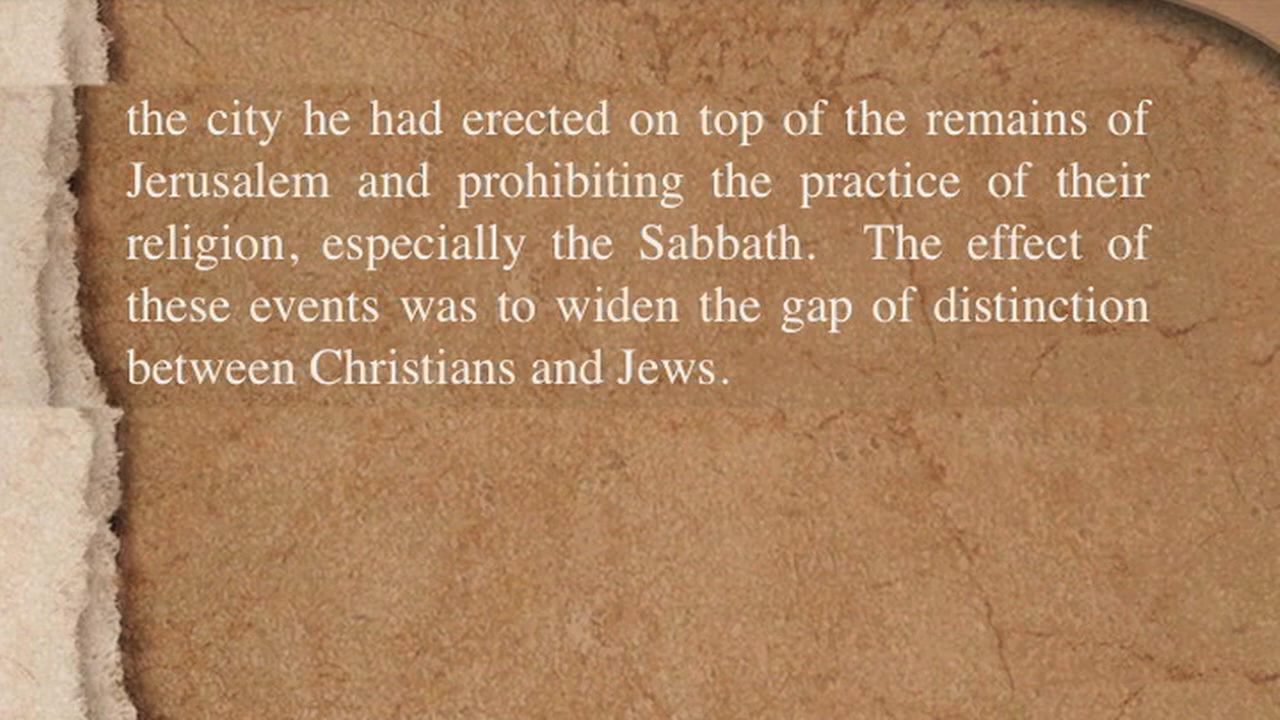 the city he had erected on top of the remains of
Jerusalem and prohibiting the practice of their
religion, especially the Sabbath.  The effect of
these events was to widen the gap of distinction
between Christians and Jews.